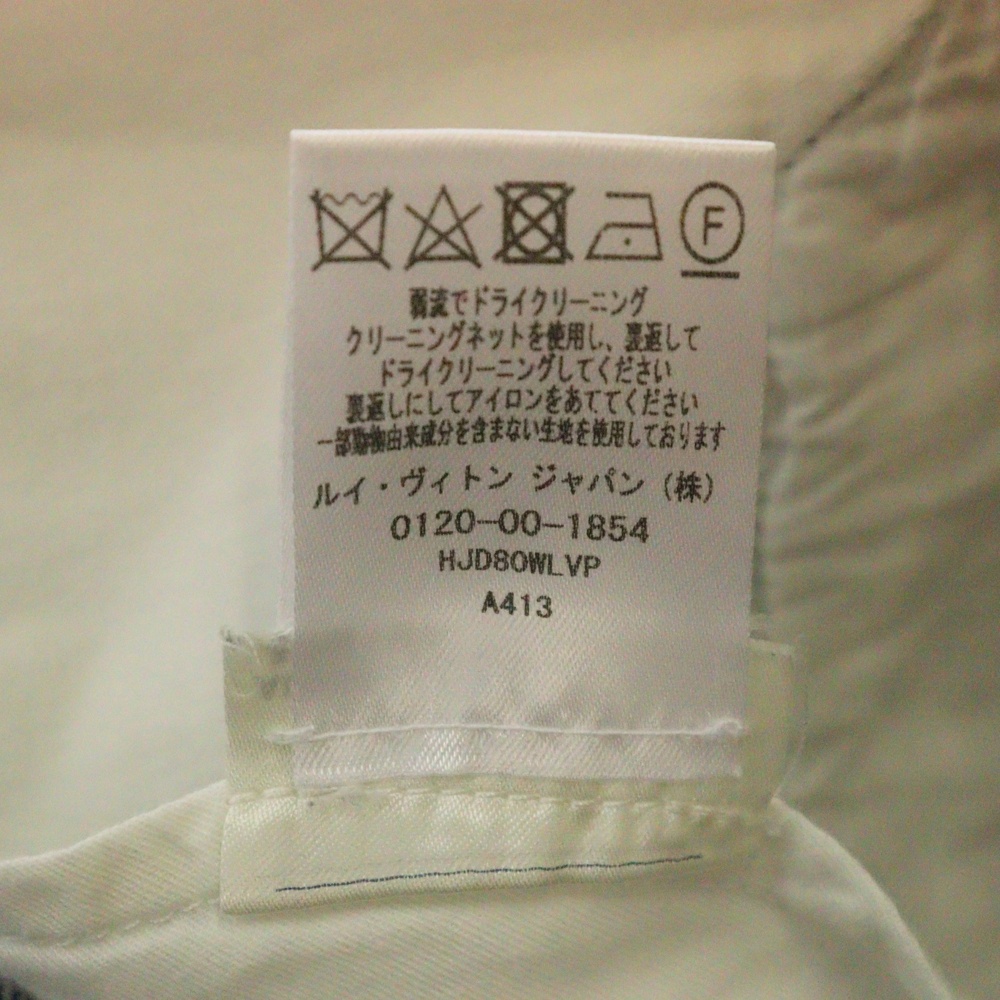 F
弱流でドライクリーニング
クリーニングネットを使用し、裏返して
ドライクリーニングしてください
裏返しにしてアイロンをあててください
一部動物由来成分を含まない生地を使用しております
ルイ・ヴィトン ジャパン (株)
0120-00-1854
HJD80WLVP
A413